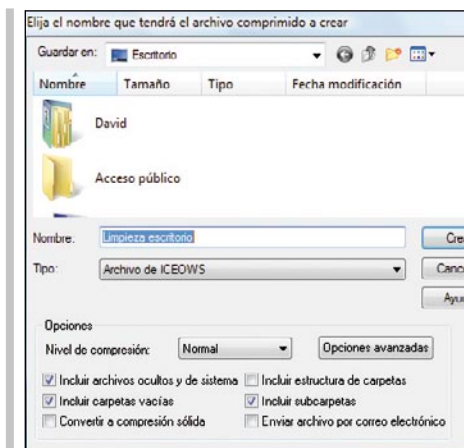 Elija el nombre que tendrá el archivo comprimido a crear
Guardar en: Escritorio
Nombre Tamaño Tipo Fecha modificación
David
Acceso público
Nombre: Limpieza escritorio
Tipo: Archivo de ICEOWS
Opciones
Nivel de compresión: Normal Opciones avanzadas
Incluir archivos ocultos y de sistema Incluir estructura de carpetas
Incluir carpetas vacías Incluir subcarpetas
Convertir a compresión sólida Enviar archivo por correo electrónico